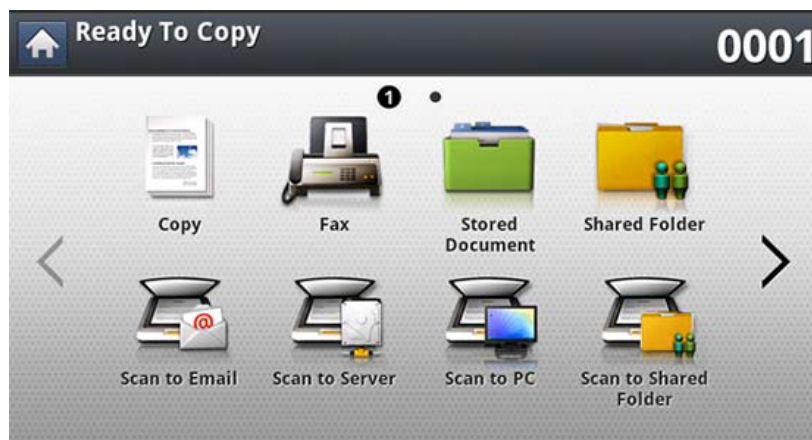 Ready To Copy
0001
1
Copy
Fax
Stored
Document
Shared Folder
Scan to Email
Scan to Server
Scan to PC
Scan to Shared
Folder